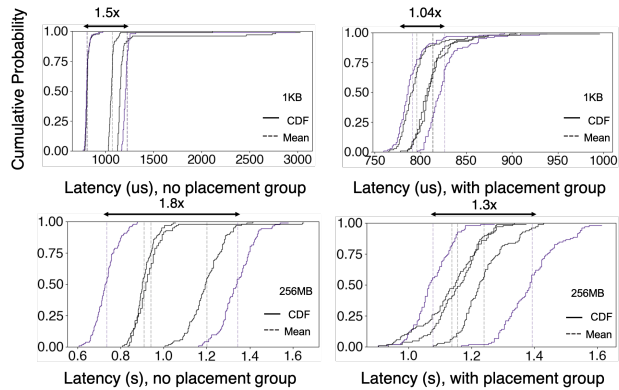 1.5x
1.04x
Cumulative Probability
1.00
0.75
0.50
0.25
0.00
1KB
CDF
Mean
1000 1500 2000 2500 3000
Latency (us), no placement group
1.00
0.75
0.50
0.25
0.00
1KB
CDF
Mean
750 800 850 900 950 1000
Latency (us), with placement group
1.8x
1.3x
1.00
0.75
0.50
0.25
0.00
256MB
CDF
Mean
0.6 0.8 1.0 1.2 1.4 1.6
Latency (s), no placement group
1.00
0.75
0.50
0.25
0.00
256MB
CDF
Mean
1.0 1.2 1.4 1.6
Latency (s), with placement group